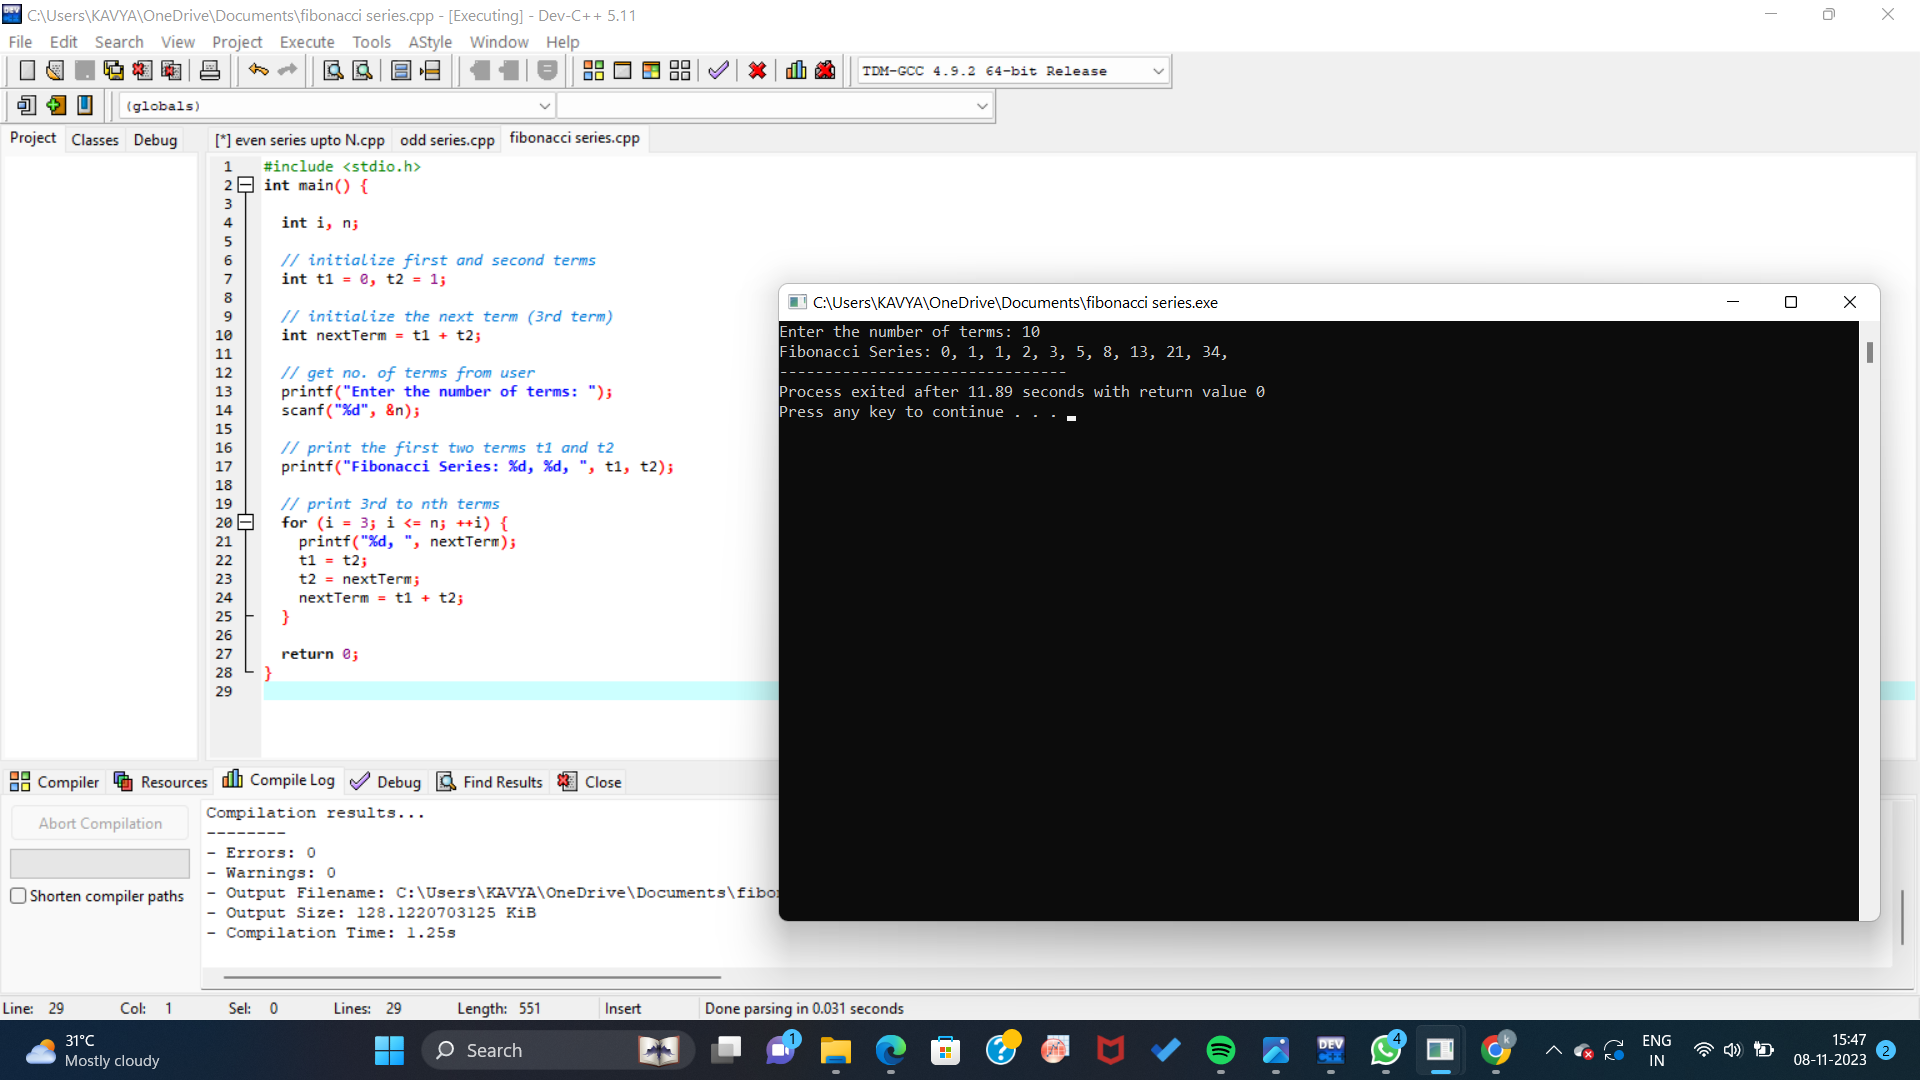 C:\Users\KAVYA\OneDrive\Documents\fibonacci series.cpp - [Executing] - Dev-C++ 5.11
File Edit Search View Project Execute Tools AStyle Window Help
TDM-GCC 4.9.2 64-bit Release
(globals)
Project Classes Debug
[*] even series upto N.cpp odd series.cpp fibonacci series.cpp
1 #include <stdio.h>
2 int main() {
3
4 int i, n;
5
6 // initialize first and second terms
7 int t1 = 0, t2 = 1;
8
9 // initialize the next term (3rd term)
10 int nextTerm = t1 + t2;
11
12 // get no. of terms from user
13 printf("Enter the number of terms: ");
14 scanf("%d", &n);
15
16 // print the first two terms t1 and t2
17 printf("Fibonacci Series: %d, %d, ", t1, t2);
18
19 // print 3rd to nth terms
20 for (i = 3; i <= n; ++i) {
21 printf("%d, ", nextTerm);
22 t1 = t2;
23 t2 = nextTerm;
24 nextTerm = t1 + t2;
25 }
26
27 return 0;
28 }
29
C:\Users\KAVYA\OneDrive\Documents\fibonacci series.exe
Enter the number of terms: 10
Fibonacci Series: 0, 1, 1, 2, 3, 5, 8, 13, 21, 34,
--------------------------------
Process exited after 11.89 seconds with return value 0
Press any key to continue . . .
Compiler Resources Compile Log Debug Find Results Close
Abort Compilation
Shorten compiler paths
Compilation results...
--------
- Errors: 0
- Warnings: 0
- Output Filename: C:\Users\KAVYA\OneDrive\Documents\fibo
- Output Size: 128.1220703125 KiB
- Compilation Time: 1.25s
Line: 29 Col: 1 Sel: 0 Lines: 29 Length: 551 Insert Done parsing in 0.031 seconds
31°C
Mostly cloudy
Search
1
DEV
C++
4
k
ENG
IN
15:47
08-11-2023
2